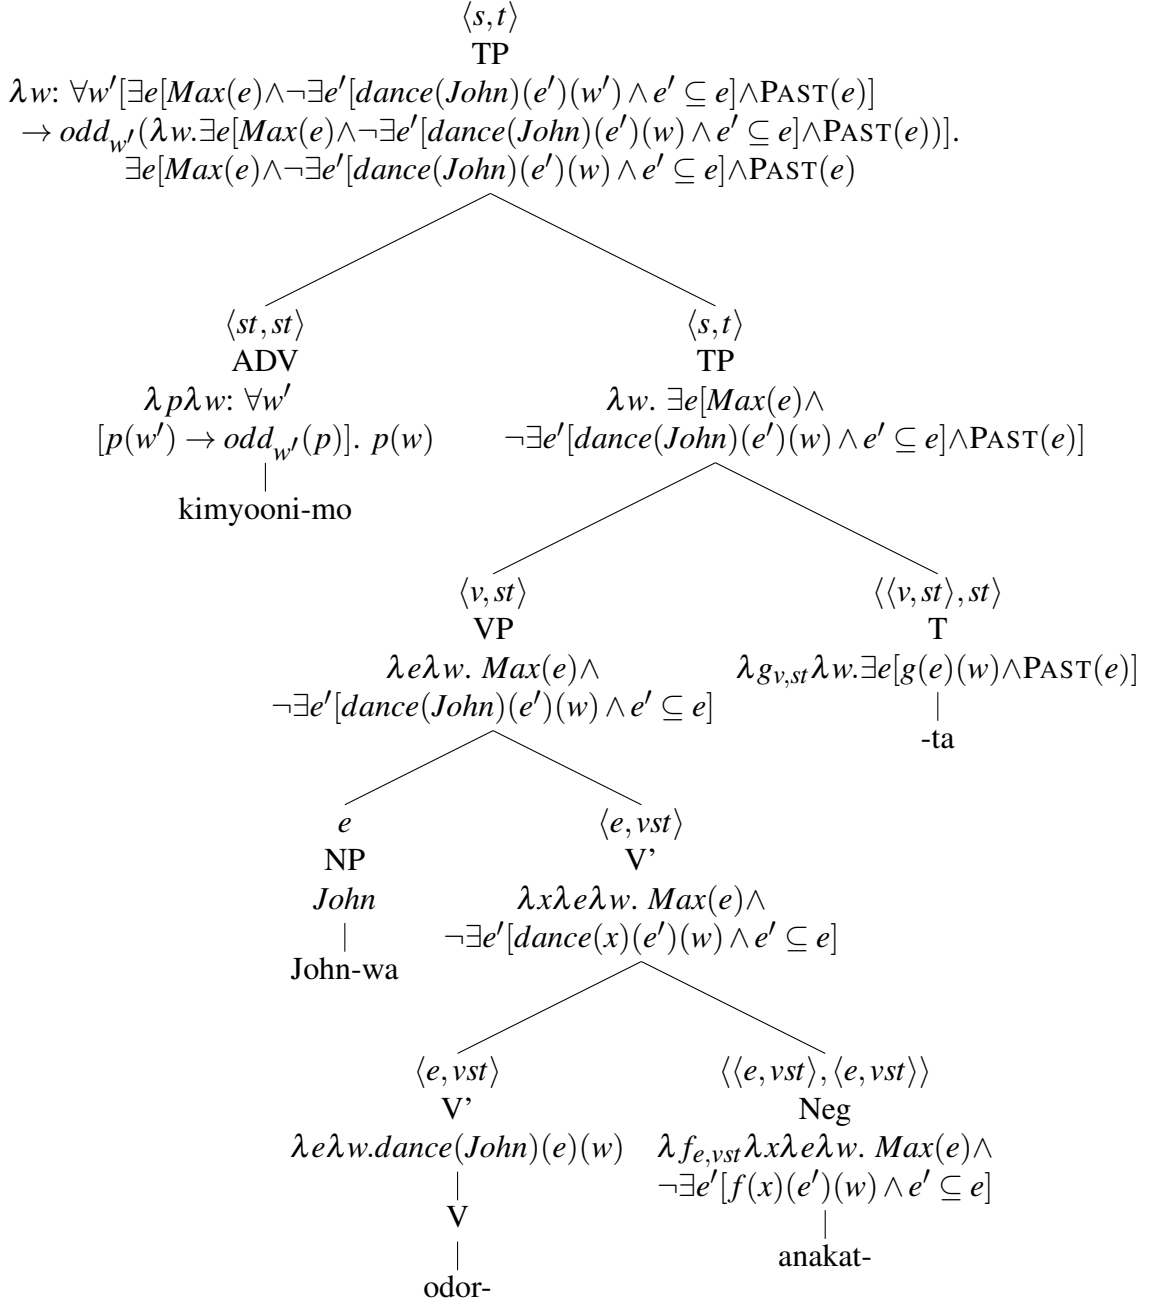 ⟨s,t⟩
TP
λw: ∀w′[∃e[Max(e)∧¬∃e′[dance(John)(e′)(w′) ∧ e′ ⊆ e]∧PAST(e)]
→ odd_w′(λw.∃e[Max(e)∧¬∃e′[dance(John)(e′)(w) ∧ e′ ⊆ e]∧PAST(e))].
∃e[Max(e)∧¬∃e′[dance(John)(e′)(w) ∧ e′ ⊆ e]∧PAST(e)
⟨st,st⟩ ⟨s,t⟩
ADV TP
λpλw: ∀w′ λw. ∃e[Max(e)∧
[p(w′) → odd_w′(p)]. p(w) ¬∃e′[dance(John)(e′)(w) ∧ e′ ⊆ e]∧PAST(e)]
kimyooni-mo
⟨v,st⟩ ⟨⟨v,st⟩,st⟩
VP T
λeλw. Max(e)∧ λg_v,st λw.∃e[g(e)(w)∧PAST(e)]
¬∃e′[dance(John)(e′)(w) ∧ e′ ⊆ e]
-ta
e ⟨e,vst⟩
NP V’
John λxλeλw. Max(e)∧
¬∃e′[dance(x)(e′)(w) ∧ e′ ⊆ e]
John-wa
⟨e,vst⟩ ⟨⟨e,vst⟩,⟨e,vst⟩⟩
V’ Neg
λeλw.dance(John)(e)(w) λf_e,vst λxλeλw. Max(e)∧
¬∃e′[f(x)(e′)(w) ∧ e′ ⊆ e]
V
anakat-
odor-